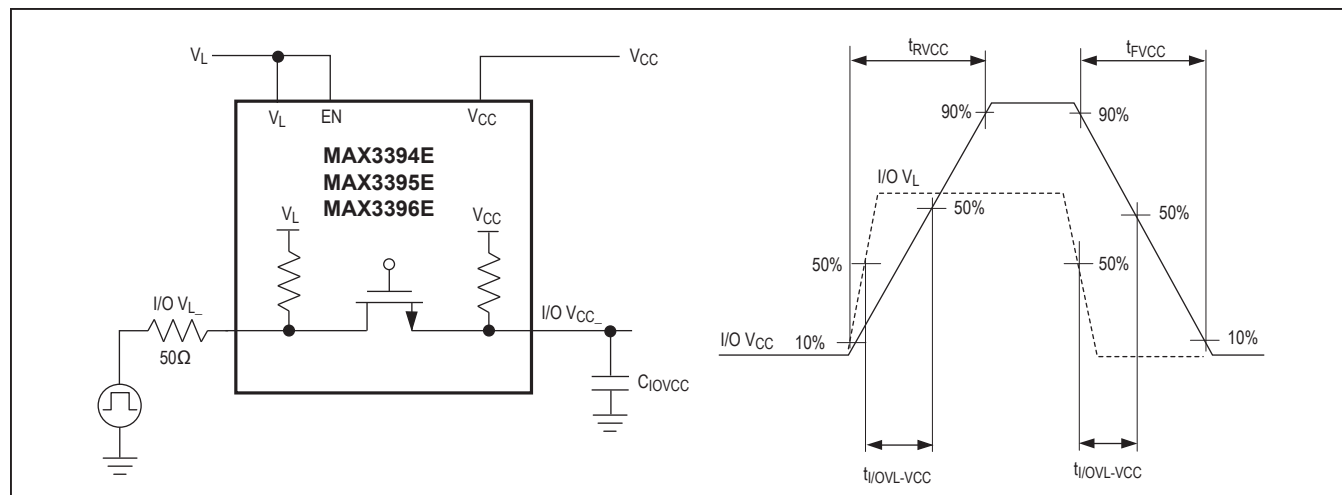 V_L
V_CC
V_L
EN
V_CC
MAX3394E
MAX3395E
MAX3396E
V_L
V_CC
I/O V_L_
50Ω
I/O V_CC_
C_IOVCC
t_RVCC
t_FVCC
90%
90%
I/O V_L
50%
50%
50%
50%
I/O V_CC
10%
10%
t_I/OVL-VCC
t_I/OVL-VCC